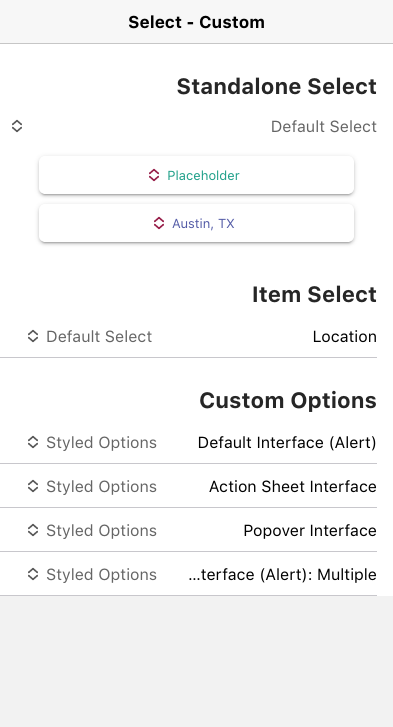 Select - Custom
Standalone Select
Default Select
Placeholder
Austin, TX
Item Select
Location
Default Select
Custom Options
Default Interface (Alert)
Styled Options
Action Sheet Interface
Styled Options
Popover Interface
Styled Options
...terface (Alert): Multiple
Styled Options